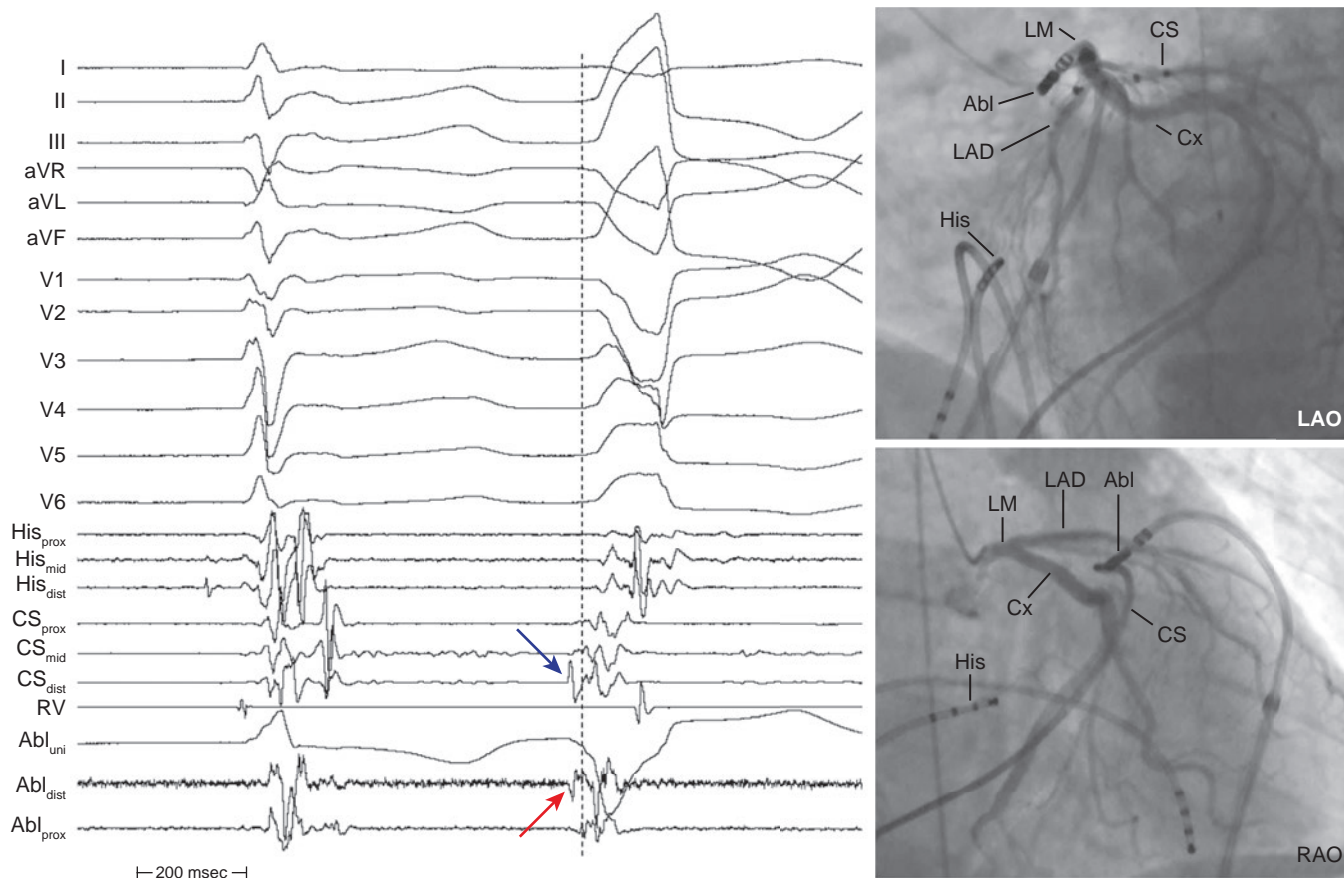 I
II
III
aVR
aVL
aVF
V1
V2
V3
V4
V5
V6
His prox
His mid
His dist
CS prox
CS mid
CS dist
RV
Abl uni
Abl dist
Abl prox
200 msec
LM
CS
Abl
LAD
Cx
His
LAO
LAD
Abl
LM
Cx
CS
His
RAO